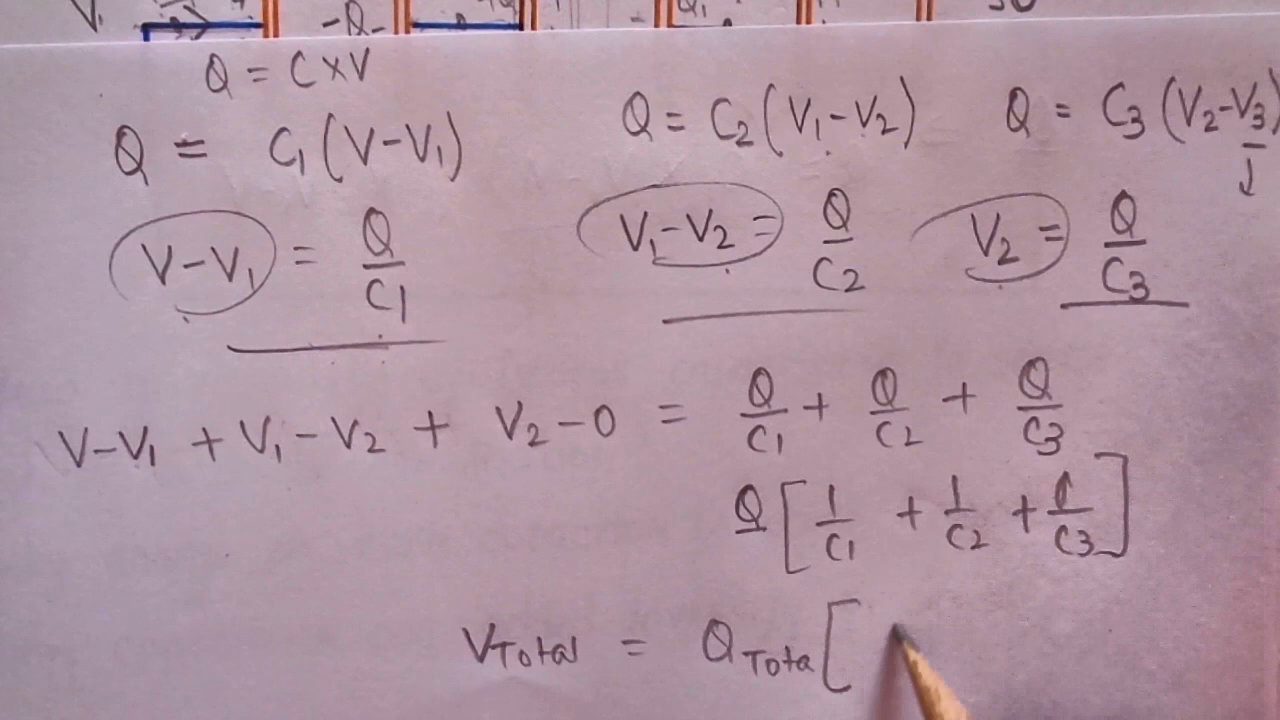 Q = C×V
Q = C₁(V-V₁) Q = C₂(V₁-V₂) Q = C₃(V₂-V₃)
V-V₁ = Q/C₁ V₁-V₂ = Q/C₂ V₂ = Q/C₃
V-V₁ + V₁-V₂ + V₂-0 = Q/C₁ + Q/C₂ + Q/C₃
Q[1/C₁ + 1/C₂ + 1/C₃]
VTotal = QTota[